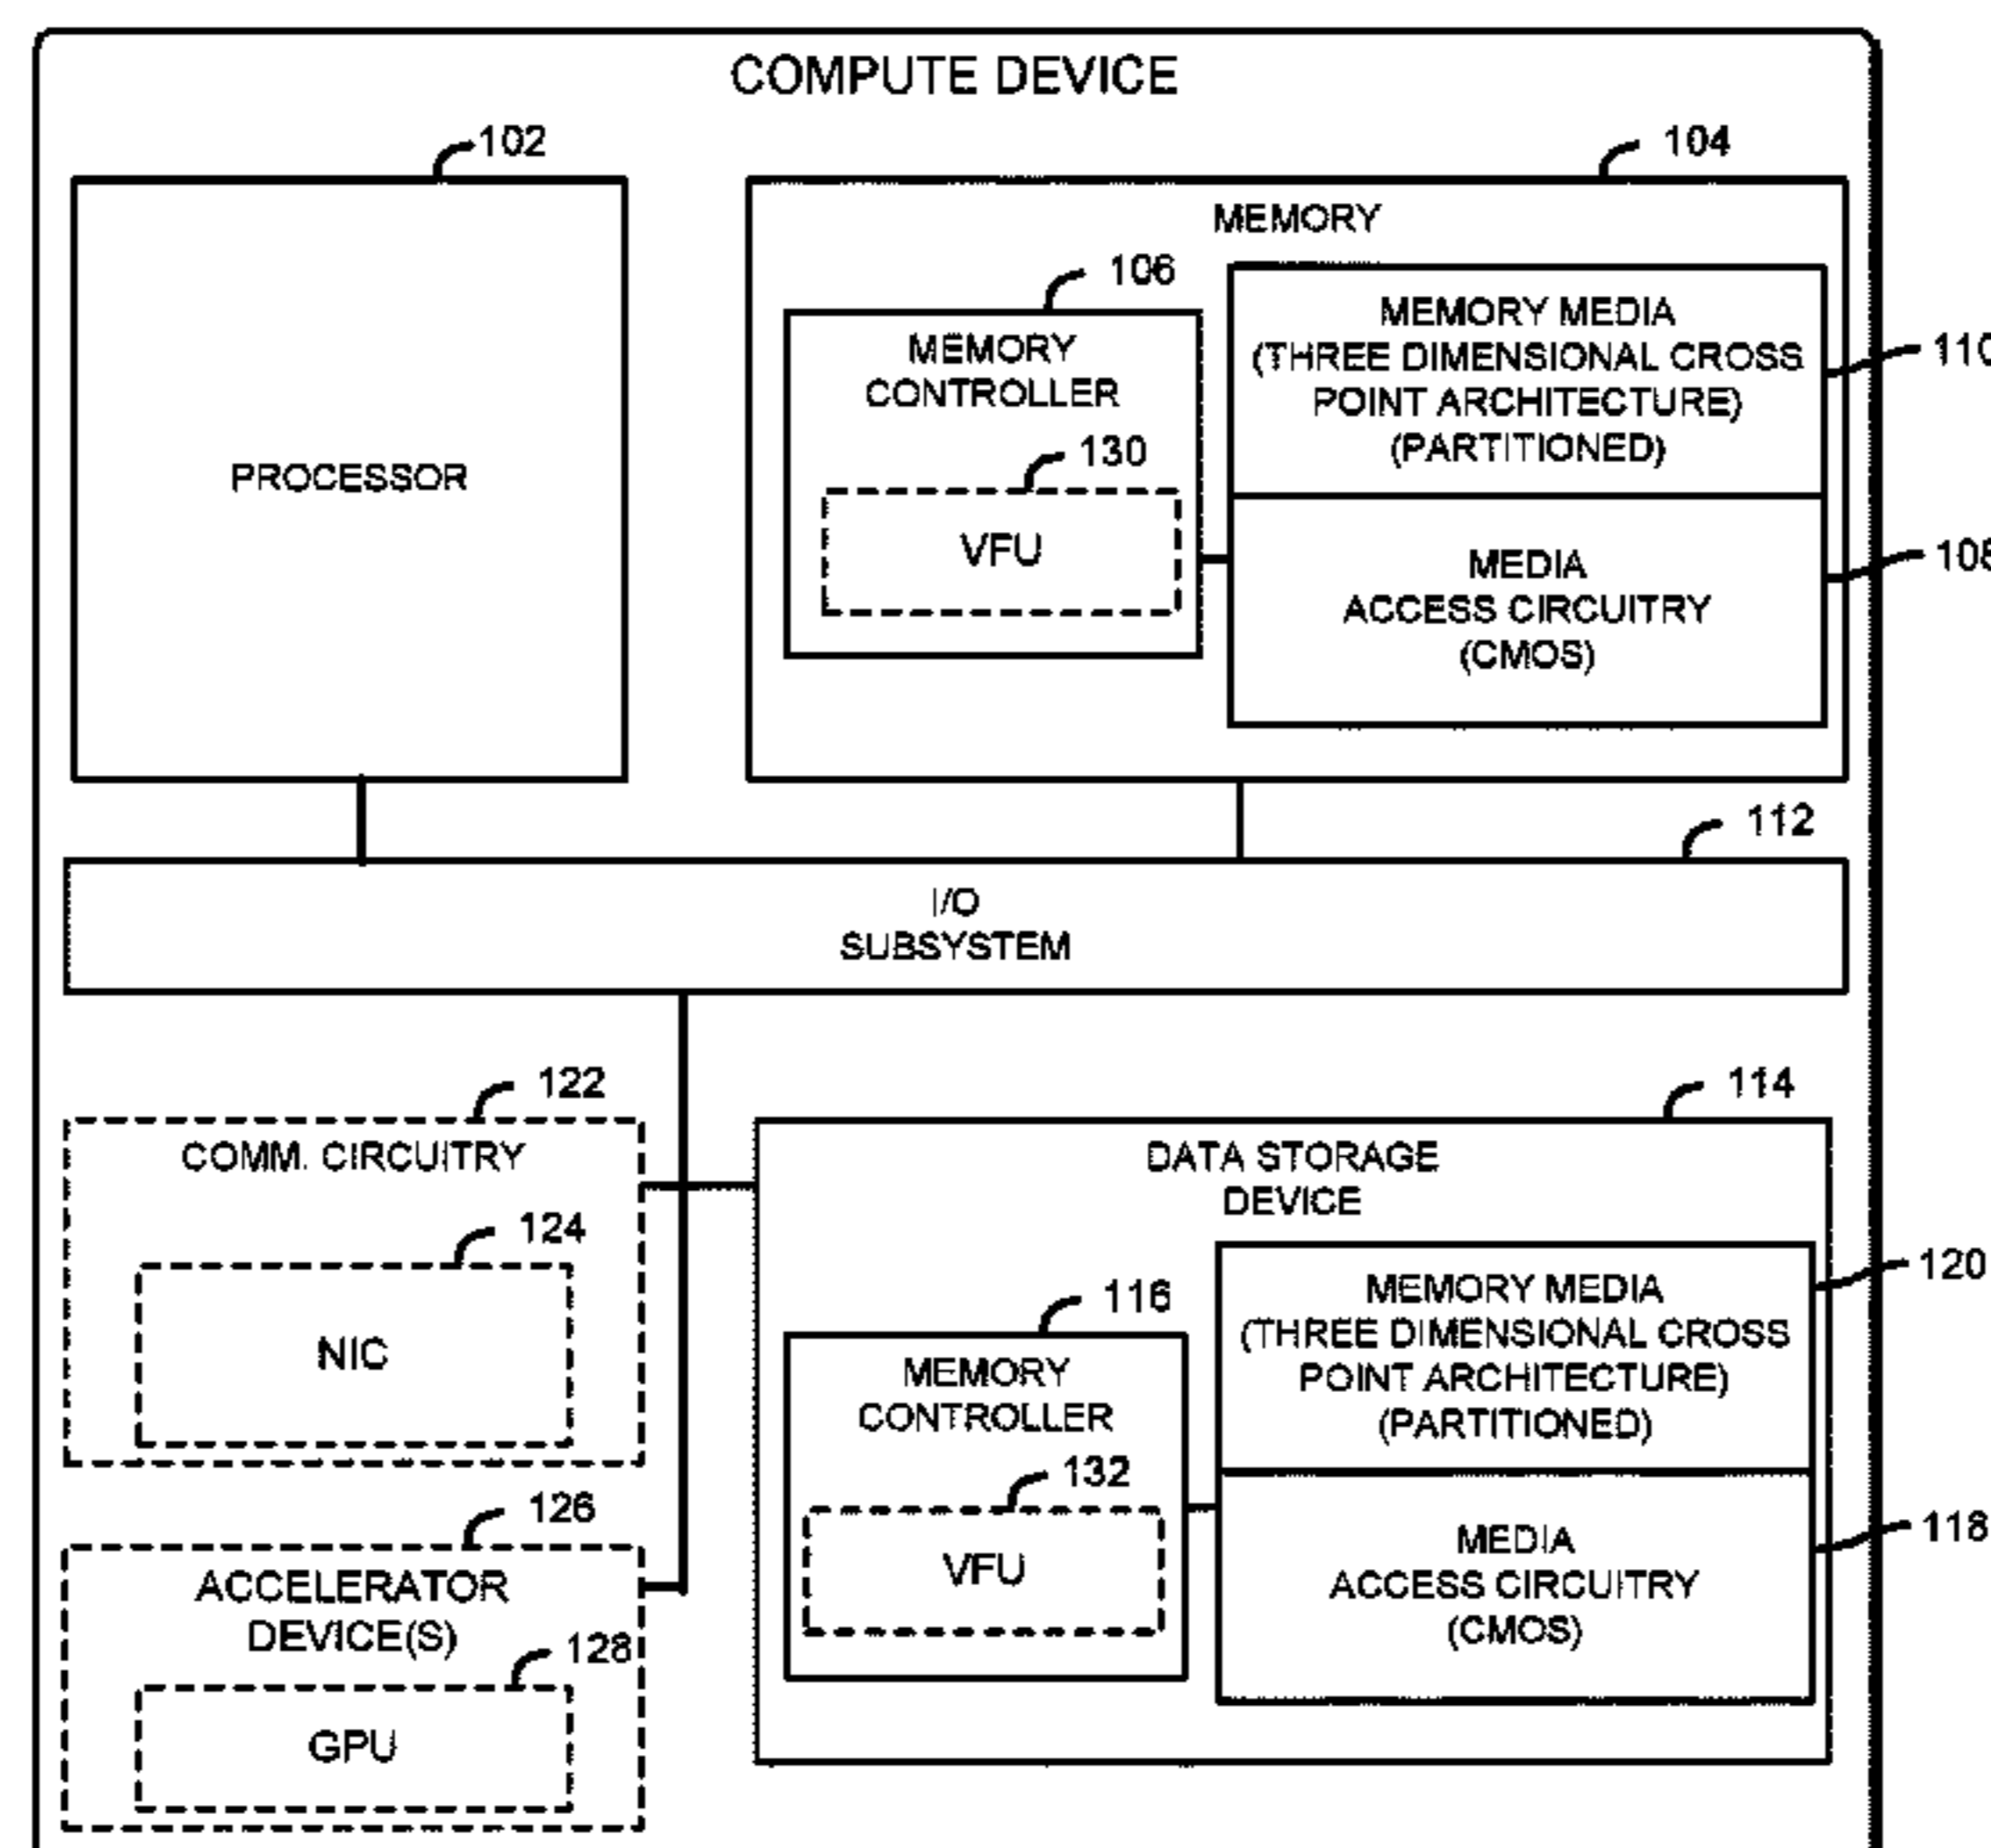 COMPUTE DEVICE
102
PROCESSOR
104
MEMORY
106
MEMORY
CONTROLLER
130
VFU
MEMORY MEDIA
(THREE DIMENSIONAL CROSS
POINT ARCHITECTURE)
(PARTITIONED)
110
MEDIA
ACCESS CIRCUITRY
(CMOS)
108
112
I/O
SUBSYSTEM
122
COMM. CIRCUITRY
124
NIC
126
ACCELERATOR
DEVICE(S)
128
GPU
114
DATA STORAGE
DEVICE
116
MEMORY
CONTROLLER
132
VFU
MEMORY MEDIA
(THREE DIMENSIONAL CROSS
POINT ARCHITECTURE)
(PARTITIONED)
120
MEDIA
ACCESS CIRCUITRY
(CMOS)
118